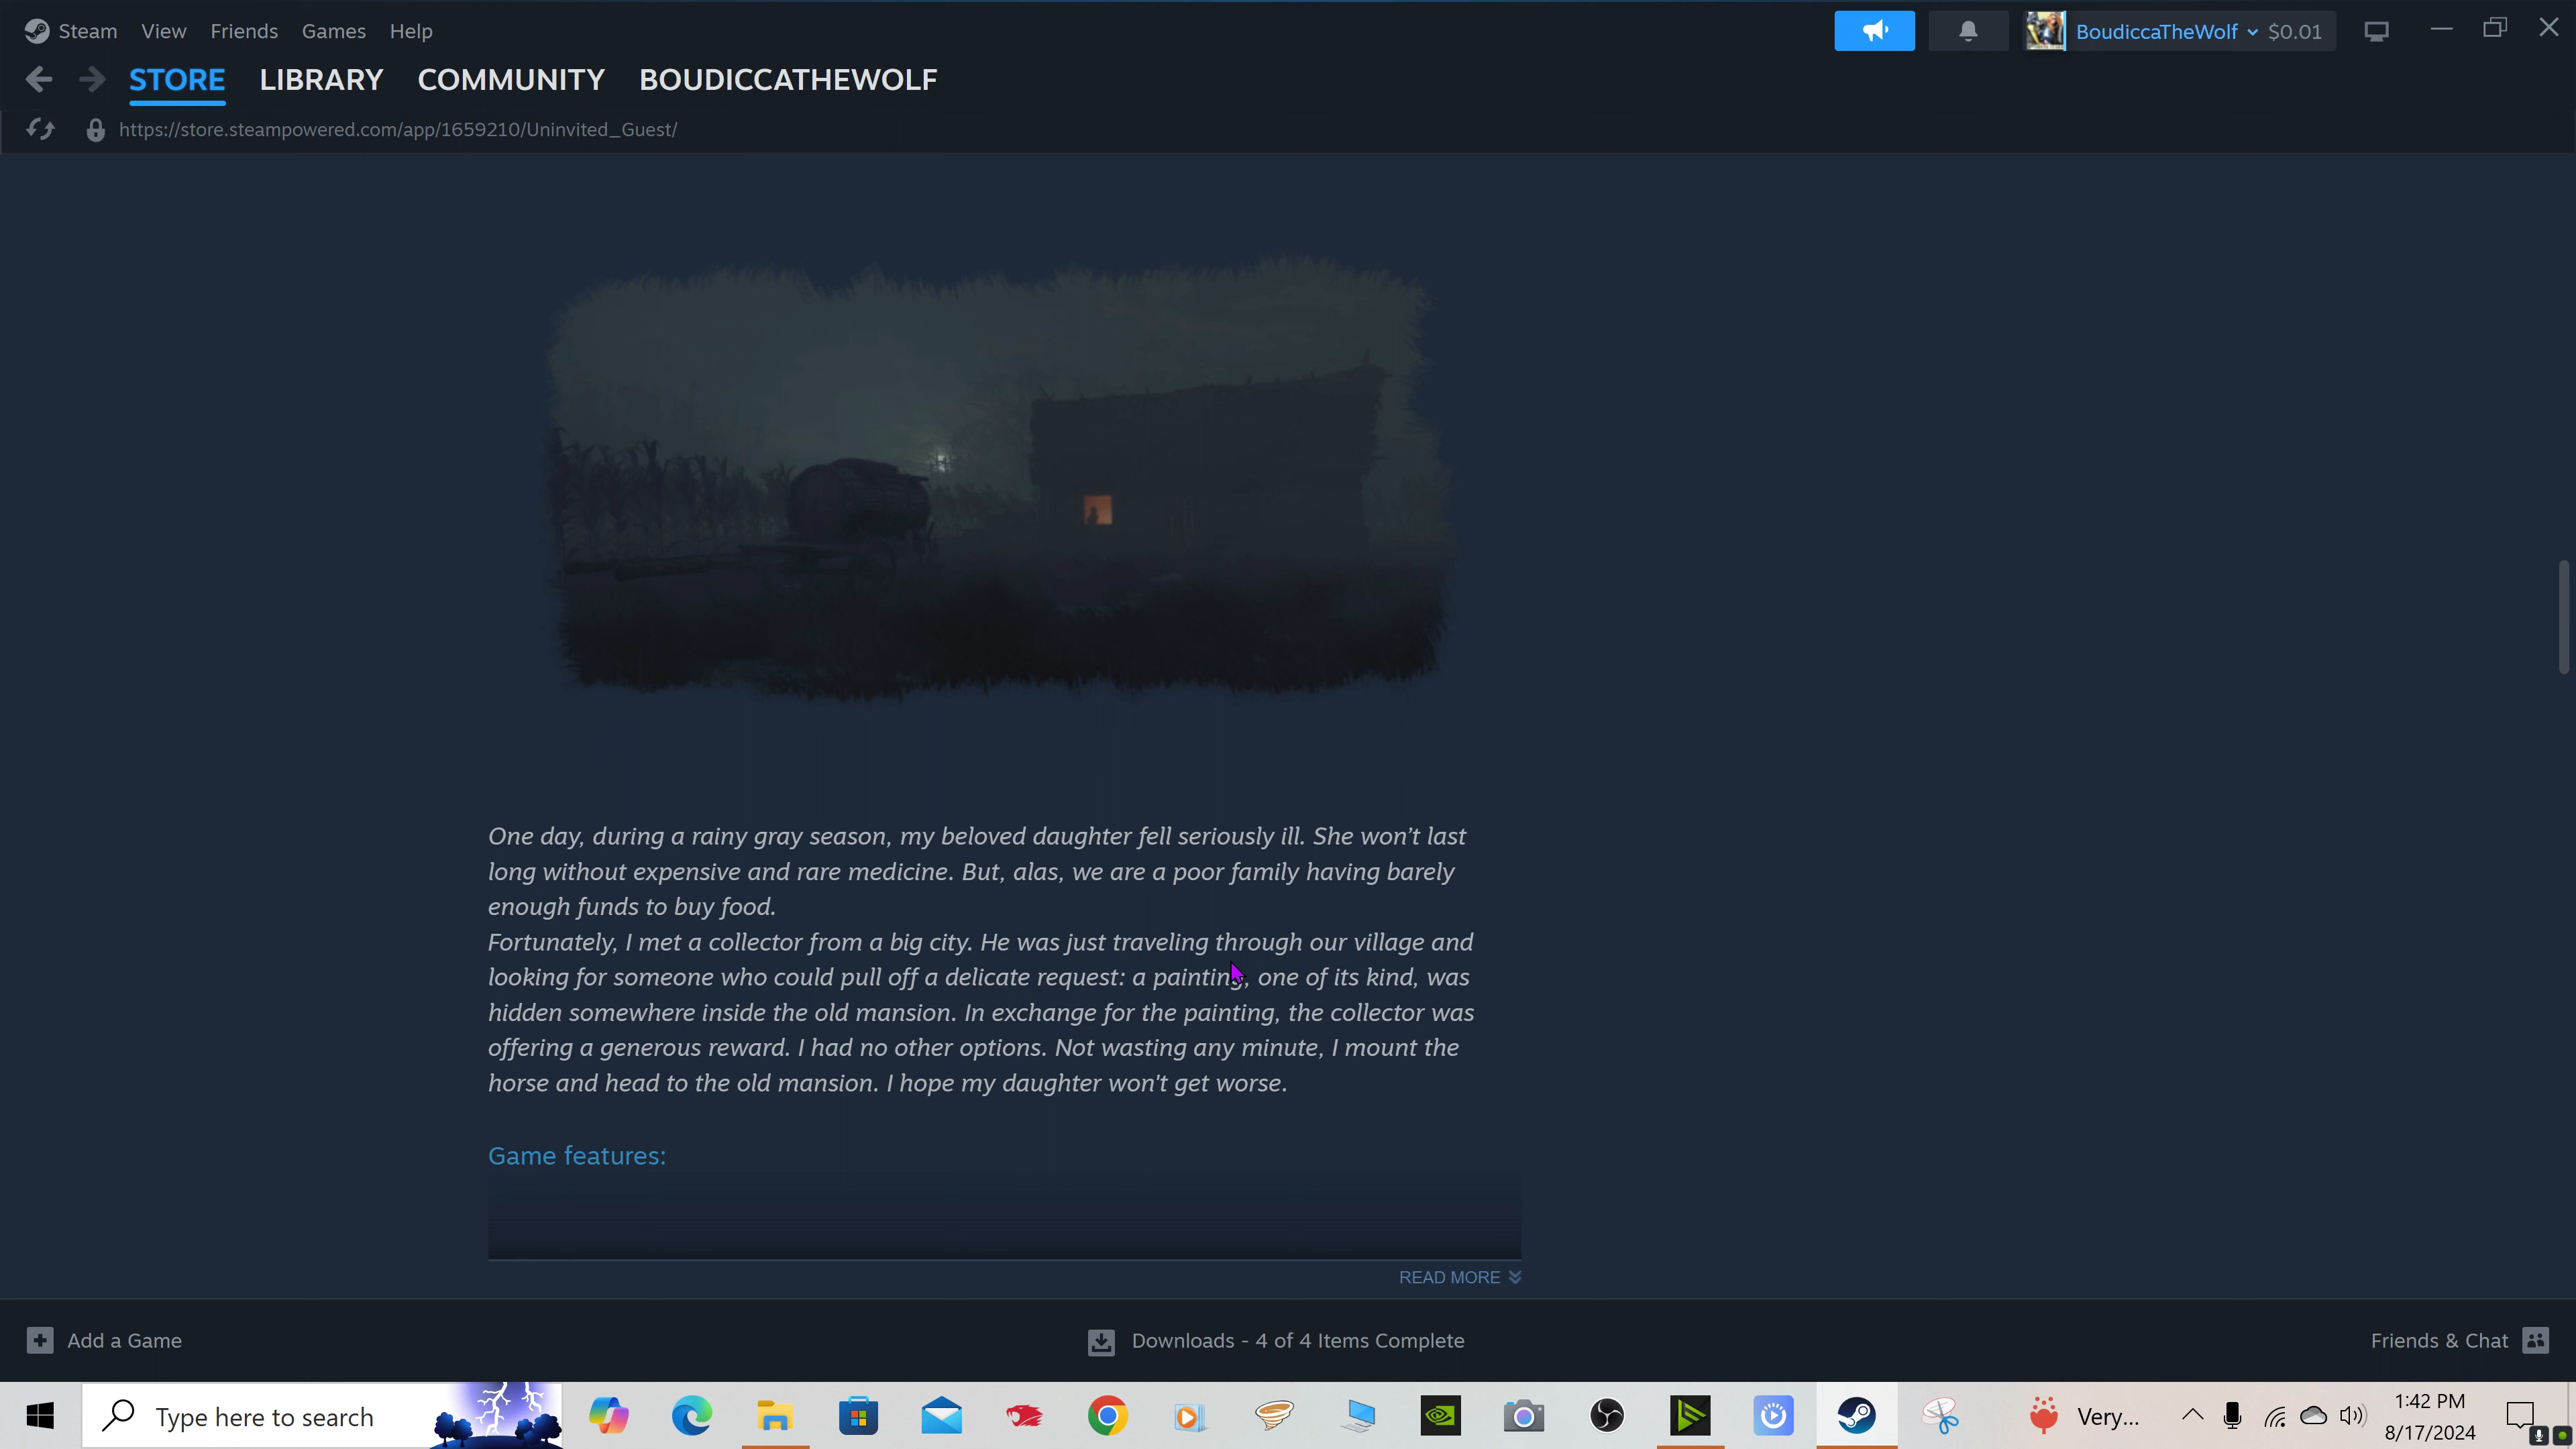 Steam View Friends Games Help
BoudiccaTheWolf $0.01
STORE LIBRARY COMMUNITY BOUDICCATHEWOLF
https://store.steampowered.com/app/1659210/Uninvited_Guest/
One day, during a rainy gray season, my beloved daughter fell seriously ill. She won’t last
long without expensive and rare medicine. But, alas, we are a poor family having barely
enough funds to buy food.
Fortunately, I met a collector from a big city. He was just traveling through our village and
looking for someone who could pull off a delicate request: a painting, one of its kind, was
hidden somewhere inside the old mansion. In exchange for the painting, the collector was
offering a generous reward. I had no other options. Not wasting any minute, I mount the
horse and head to the old mansion. I hope my daughter won't get worse.
Game features:
READ MORE
Add a Game
Downloads - 4 of 4 Items Complete
Friends & Chat
Type here to search
Very...
1:42 PM
8/17/2024